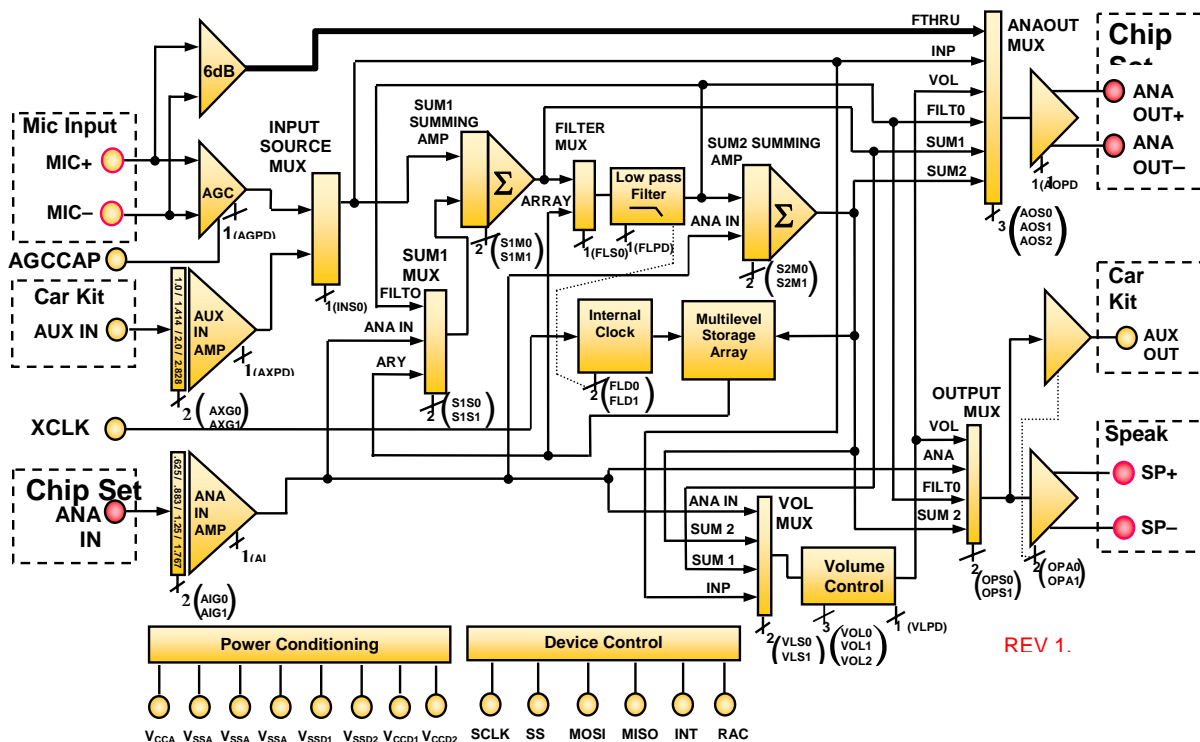 FTHRU
ANAOUT
MUX
Chip
Set
6dB
INP
VOL
ANA
OUT+
SUM1
SUMMING
AMP
FILTER
MUX
FILT0
Mic Input
INPUT
SOURCE
MUX
SUM2 SUMMING
AMP
SUM1
ANA
OUT–
MIC+
Σ
Low pass
Filter
SUM2
AGC
ARRAY
Σ
1(AOPD
MIC–
ANA IN
1(AGPD)
2(S1M0
S1M1)
1(FLS0)
1(FLPD)
3(AOS0
AOS1
AOS2)
AGCCAP
SUM1
MUX
2(S2M0
S2M1)
Car Kit
1(INS0)
FILTO
Car
Kit
AUX IN
1.0 / 1.414 / 2.0 / 2.828
AUX
IN
AMP
ANA IN
Internal
Clock
Multilevel
Storage
Array
AUX
OUT
1(AXPD)
ARY
2(AXG0
AXG1)
2(S1S0
S1S1)
2(FLD0
FLD1)
OUTPUT
MUX
XCLK
VOL
Speak
ANA
SP+
Chip Set
ANA
IN
.625 / .883 / 1.25 / 1.767
ANA
IN
AMP
FILT0
ANA IN
VOL
MUX
SUM 2
SUM 2
SP–
1(AI
SUM 1
Volume
Control
2(OPS0
OPS1)
2(OPA0
OPA1)
2(AIG0
AIG1)
INP
1(VLPD)
2(VLS0
VLS1)
3(VOL0
VOL1
VOL2)
Power Conditioning
Device Control
REV 1.
VCCA VSSA VSSA VSSA VSSD1 VSSD2 VCCD1 VCCD2
SCLK SS MOSI MISO INT RAC